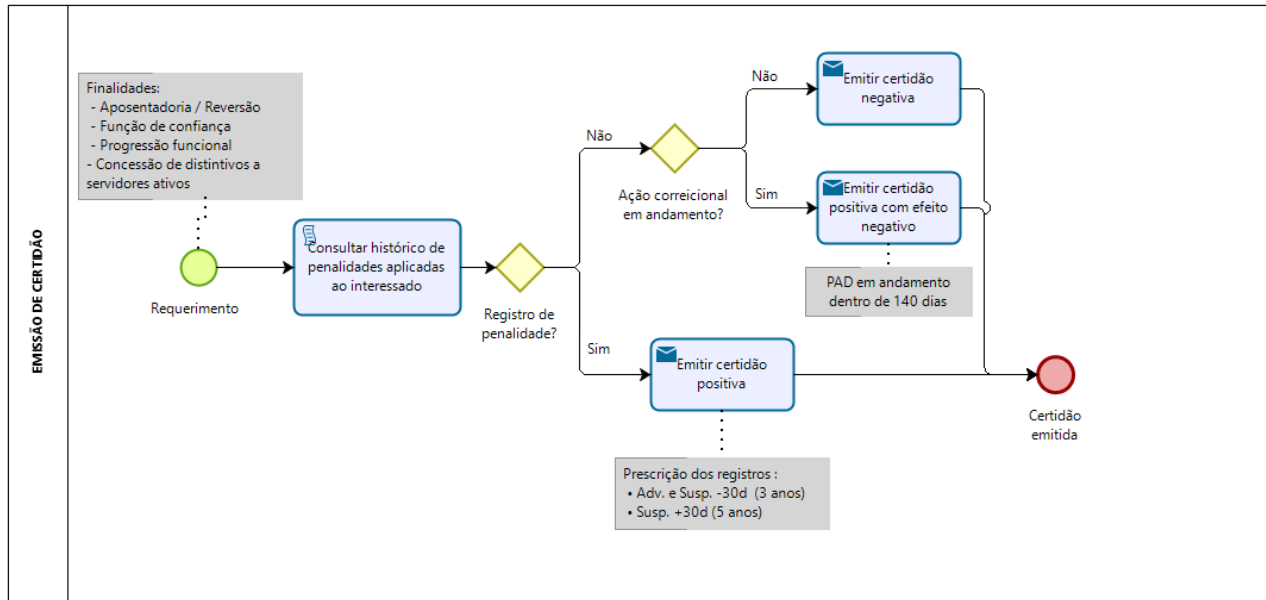 EMISSÃO DE CERTIDÃO
Finalidades:
- Aposentadoria / Reversão
- Função de confiança
- Progressão funcional
- Concessão de distintivos a
servidores ativos
Requerimento
Consultar histórico de
penalidades aplicadas
ao interessado
Registro de
penalidade?
Não
Sim
Ação correicional
em andamento?
Não
Sim
Emitir certidão
negativa
Emitir certidão
positiva com efeito
negativo
PAD em andamento
dentro de 140 dias
Emitir certidão
positiva
Prescrição dos registros :
• Adv. e Susp. -30d (3 anos)
• Susp. +30d (5 anos)
Certidão
emitida